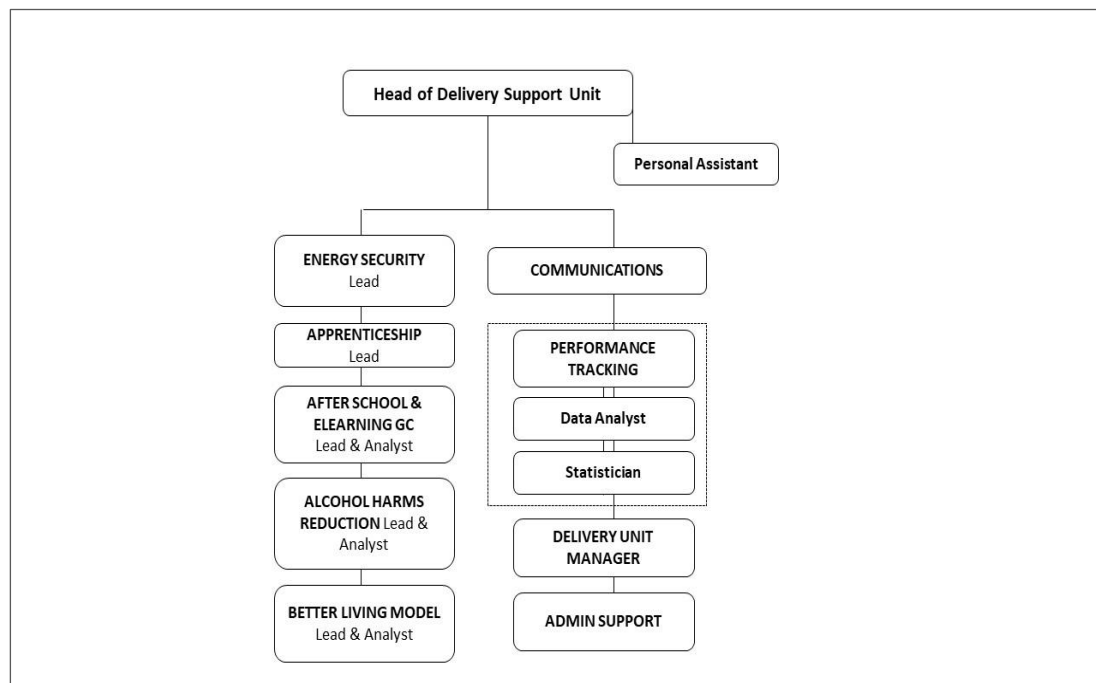 Head of Delivery Support Unit
Personal Assistant
ENERGY SECURITY
Lead
APPRENTICESHIP
Lead
AFTER SCHOOL &
ELEARNING GC
Lead & Analyst
ALCOHOL HARMS
REDUCTION Lead &
Analyst
BETTER LIVING MODEL
Lead & Analyst
COMMUNICATIONS
PERFORMANCE
TRACKING
Data Analyst
Statistician
DELIVERY UNIT
MANAGER
ADMIN SUPPORT